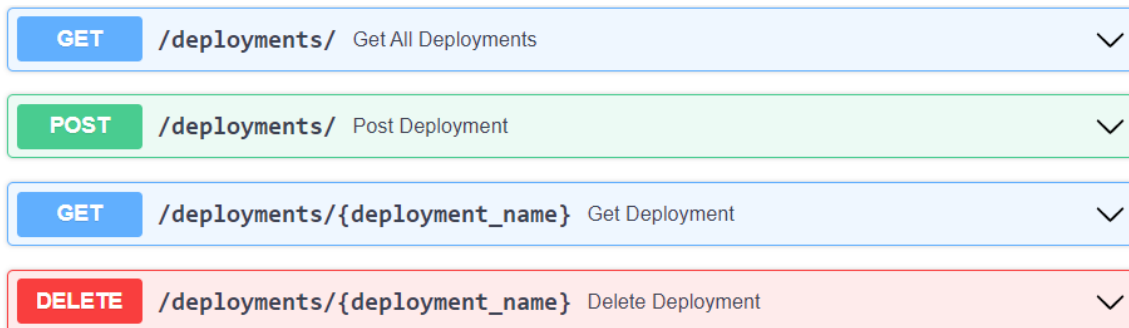 GET /deployments/ Get All Deployments
POST /deployments/ Post Deployment
GET /deployments/{deployment_name} Get Deployment
DELETE /deployments/{deployment_name} Delete Deployment